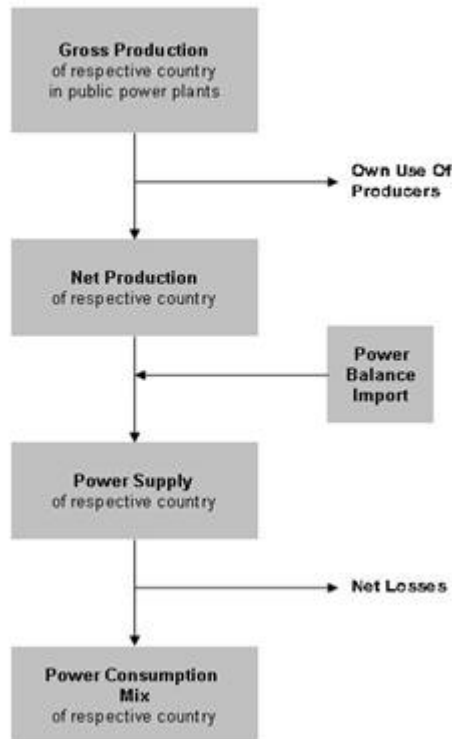 Gross Production
of respective country
in public power plants
Own Use Of
Producers
Net Production
of respective country
Power
Balance
Import
Power Supply
of respective country
Net Losses
Power Consumption
Mix
of respective country